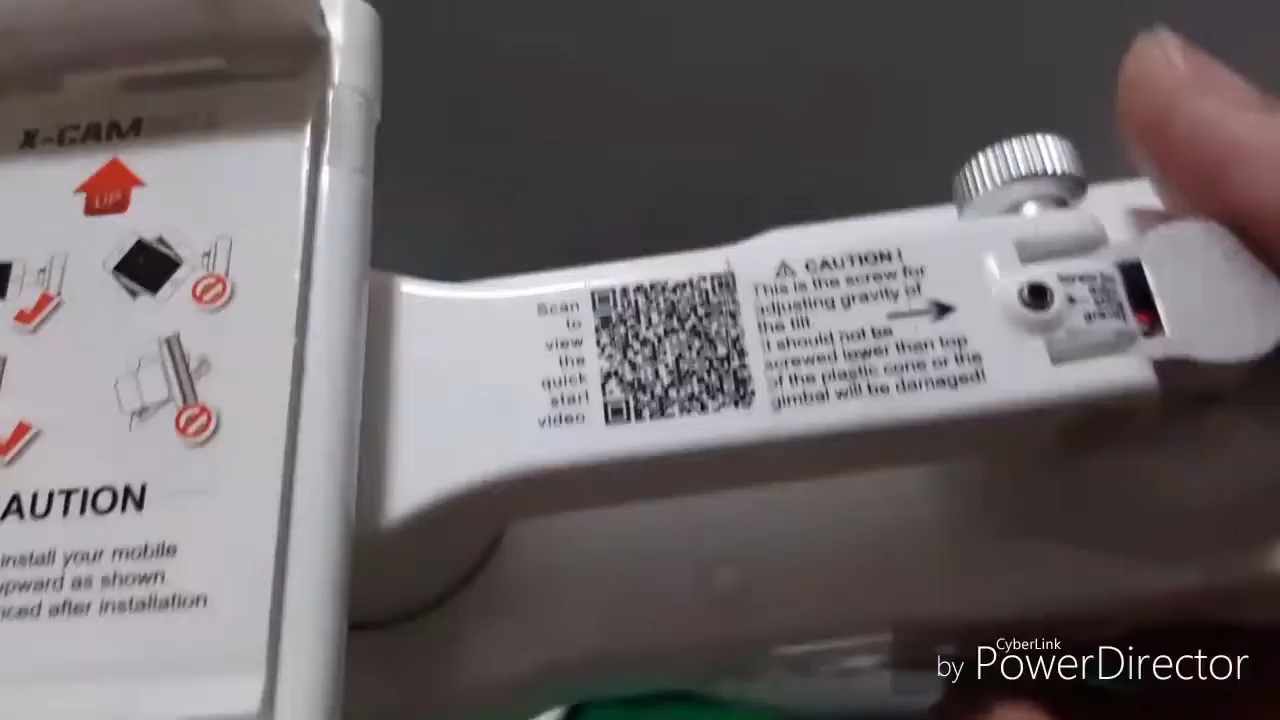 X-CAM
UP
AUTION
install your mobile
upward as shown
nced after installation
Scan
to
view
the
quick
start
video
CAUTION!
This is the screw for
adjusting gravity of
the tilt.
t should not be
screwed lower than top
of the plastic cone or the
gimbal will be damaged!
CyberLink
by PowerDirector